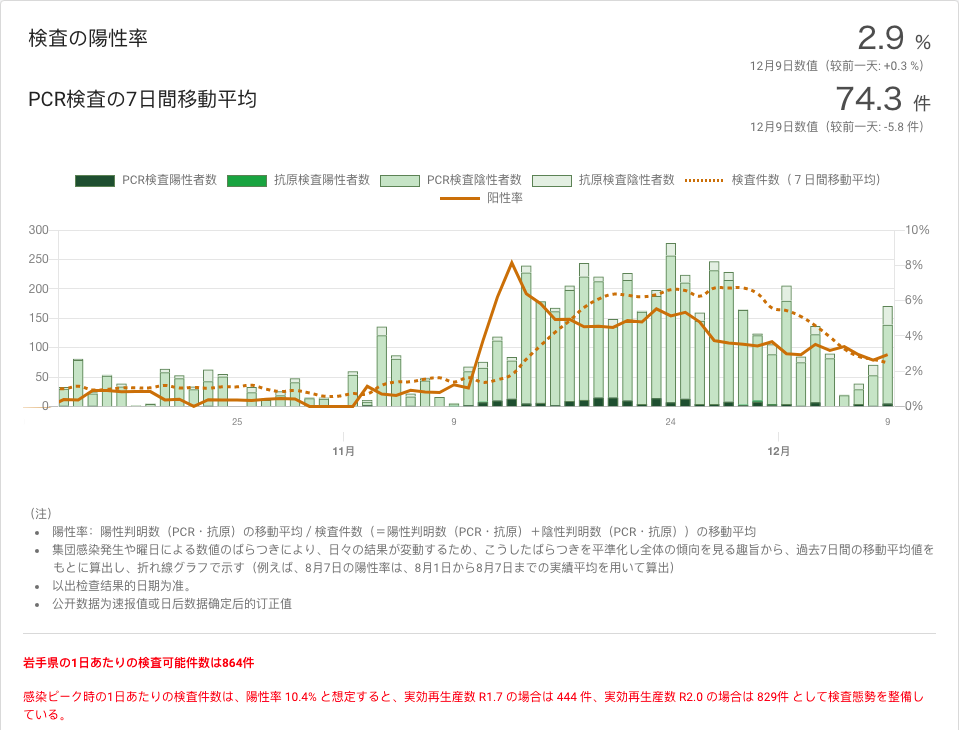 検査の陽性率
2.9 %
12月9日数值（较前一天: +0.3 %）
PCR検査の7日間移動平均
74.3 件
12月9日数值（较前一天: -5.8 件）
PCR検査陽性者数 抗原検査陽性者数 PCR検査陰性者数 抗原検査陰性者数 検査件数（７日間移動平均）
阳性率
300 10%
250 8%
200 6%
150 4%
100 2%
50 0%
0
25 9 24 9
11月 12月
（注）
• 陽性率：陽性判明数（PCR・抗原）の移動平均 / 検査件数（＝陽性判明数（PCR・抗原）＋陰性判明数（PCR・抗原））の移動平均
• 集団感染発生や曜日による数値のばらつきにより、日々の結果が変動するため、こうしたばらつきを平準化し全体の傾向を見る趣旨から、過去7日間の移動平均値を
もとに算出し、折れ線グラフで示す（例えば、8月7日の陽性率は、8月1日から8月7日までの実績平均を用いて算出）
• 以出检查结果的日期为准。
• 公开数据为速报值或日后数据确定后的订正值
岩手県の1日あたりの検査可能件数は864件
感染ピーク時の1日あたりの検査件数は、陽性率 10.4% と想定すると、実効再生産数 R1.7 の場合は 444 件、実効再生産数 R2.0 の場合は 829件 として検査態勢を整備し
ている。